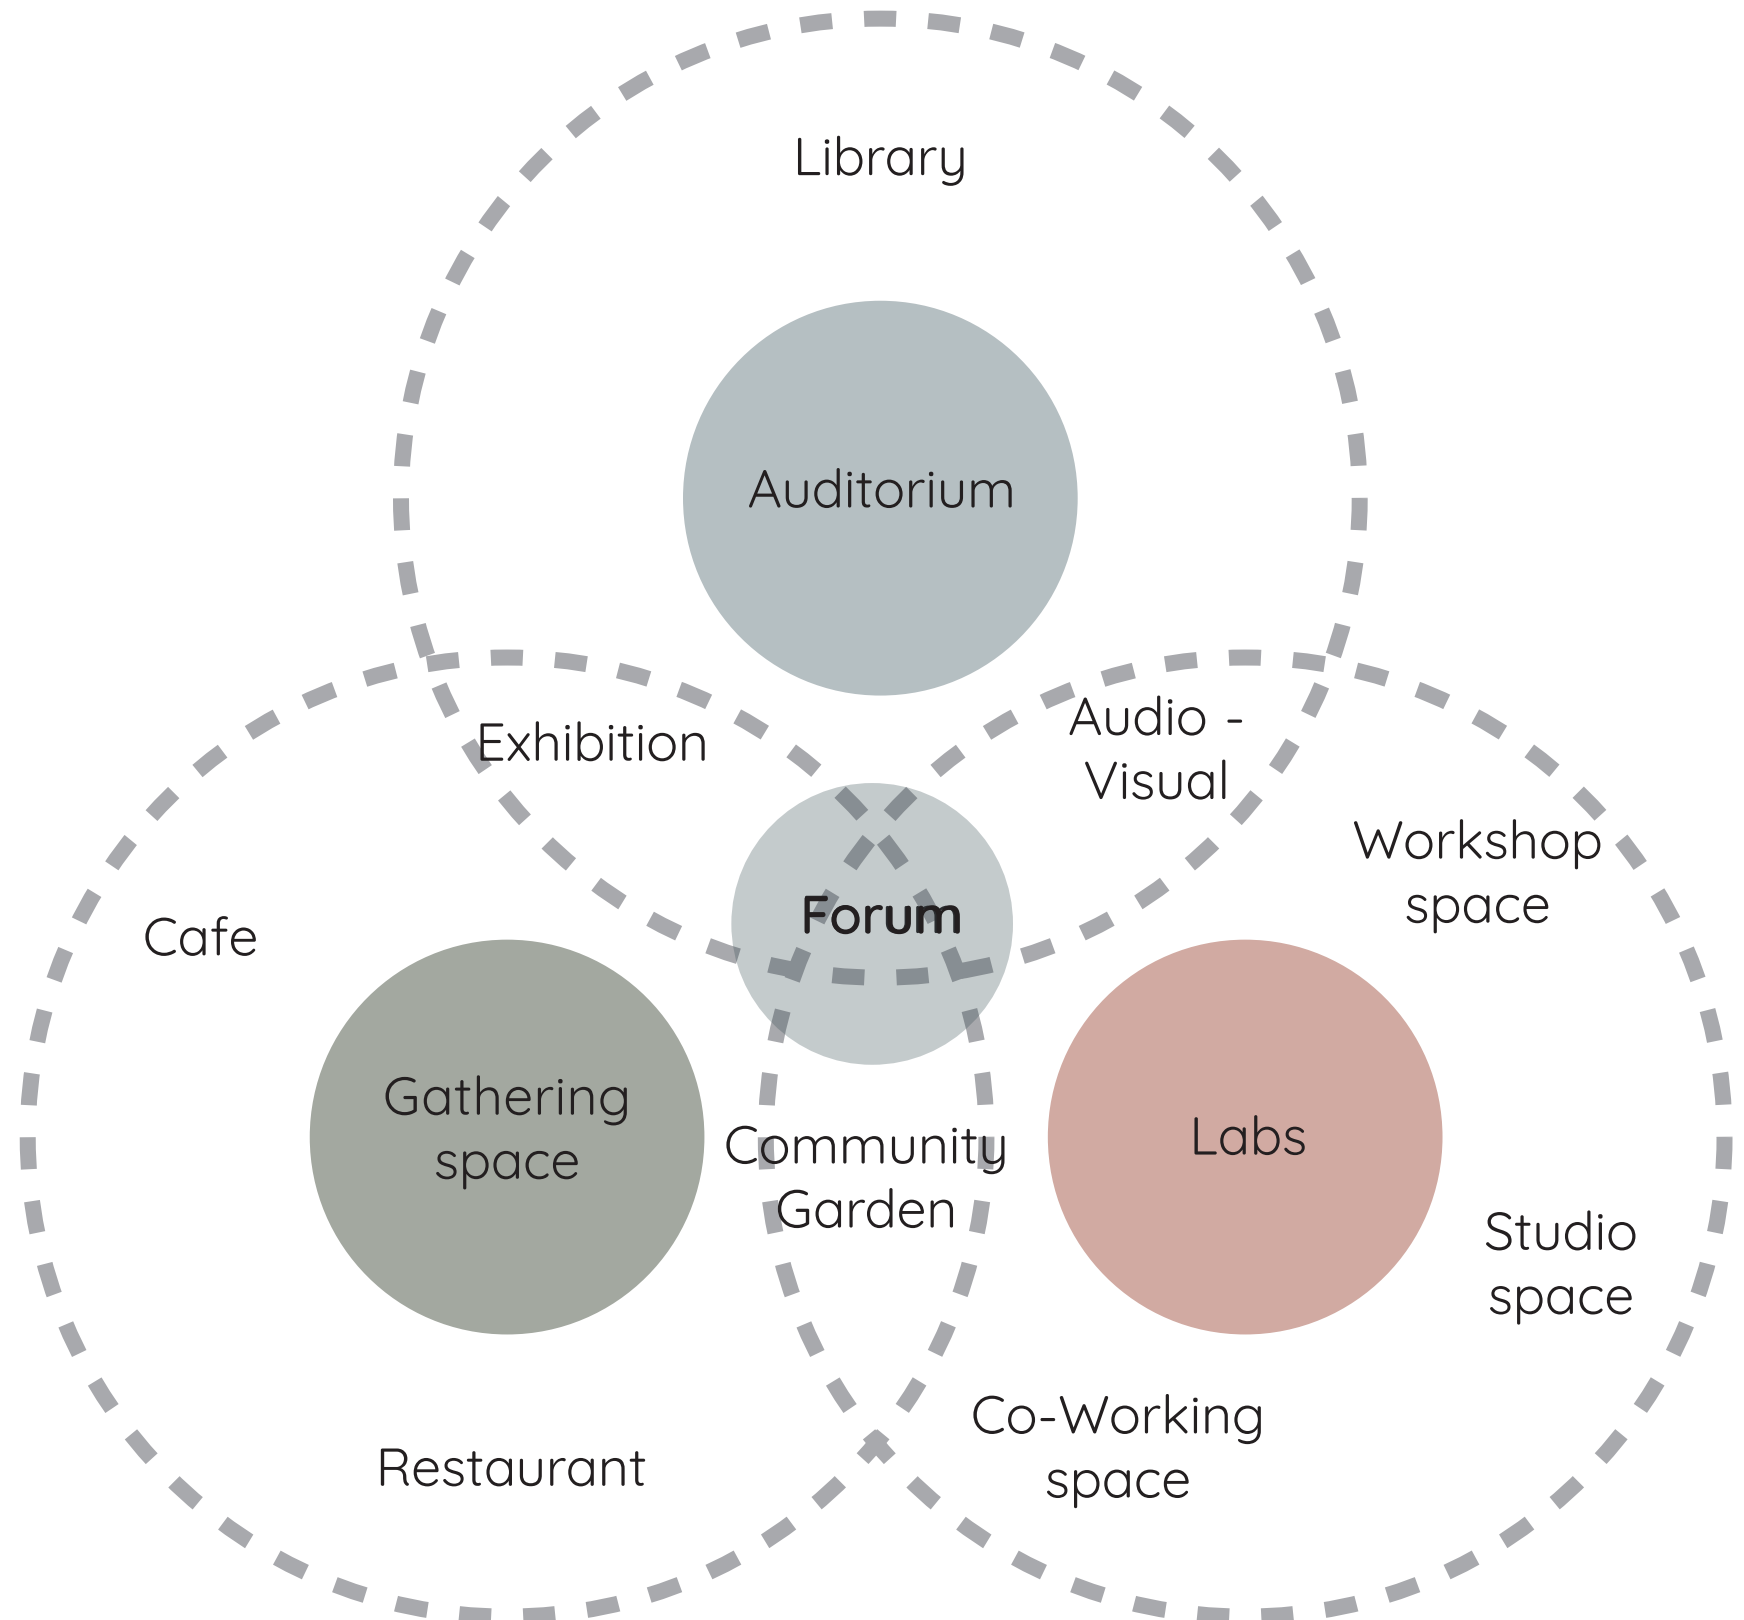 Library
Auditorium
Exhibition
Audio -
Visual
Workshop
space
Cafe
Forum
Gathering
space
Community
Garden
Labs
Studio
space
Co-Working
space
Restaurant